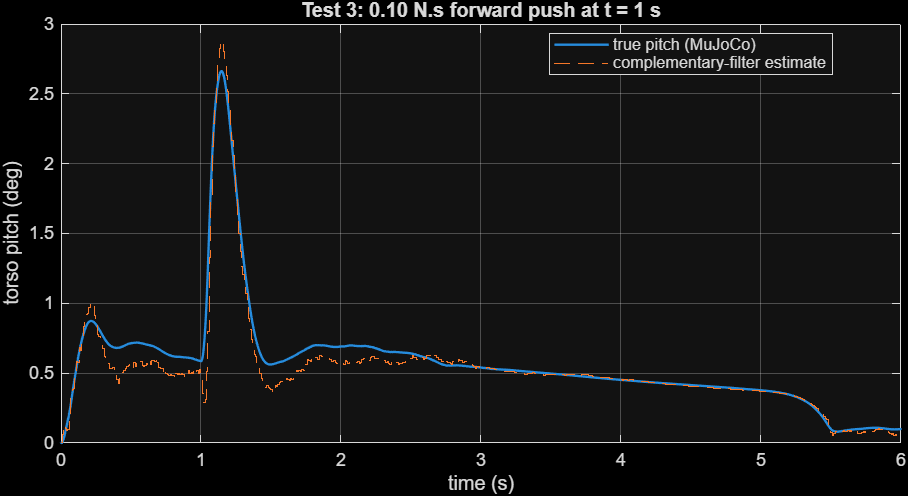 Test 3: 0.10 N.s forward push at t = 1 s
true pitch (MuJoCo)
complementary-filter estimate
torso pitch (deg)
3
2.5
2
1.5
1
0.5
0
0 1 2 3 4 5 6
time (s)